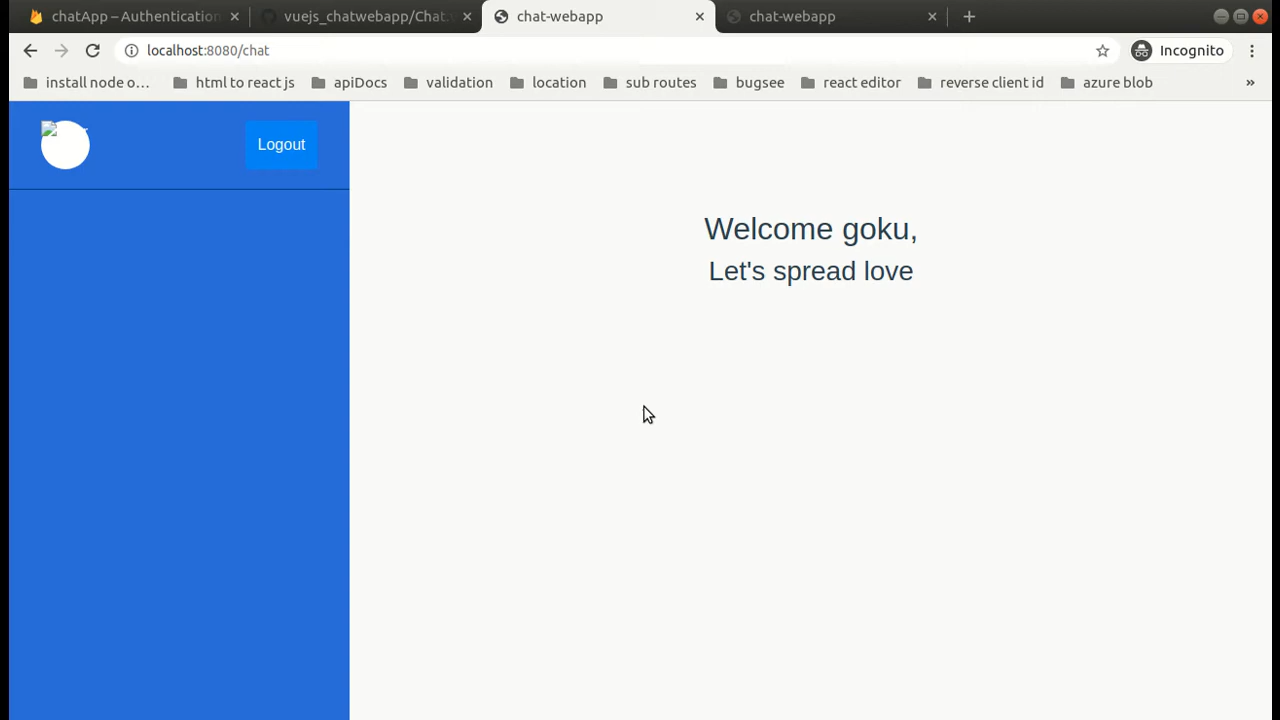 chatApp – Authentication
vuejs_chatwebapp/Chat.
chat-webapp
chat-webapp
localhost:8080/chat
Incognito
install node o...
html to react js
apiDocs
validation
location
sub routes
bugsee
react editor
reverse client id
azure blob
»
Logout
Welcome goku,
Let's spread love